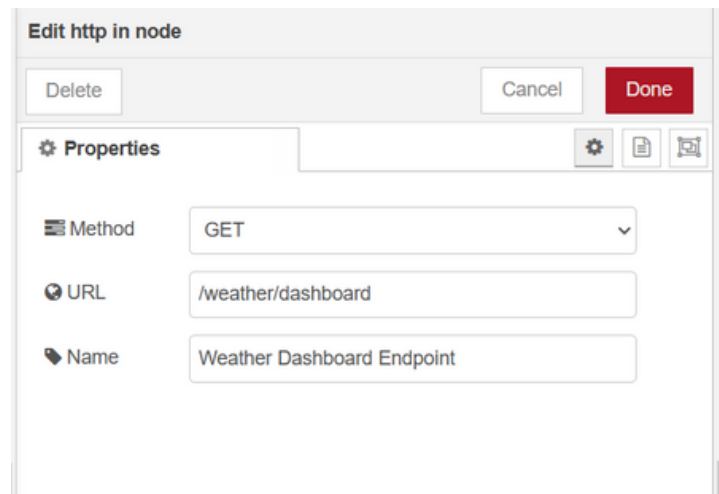 Edit http in node
Delete Cancel Done
Properties
Method GET
URL /weather/dashboard
Name Weather Dashboard Endpoint